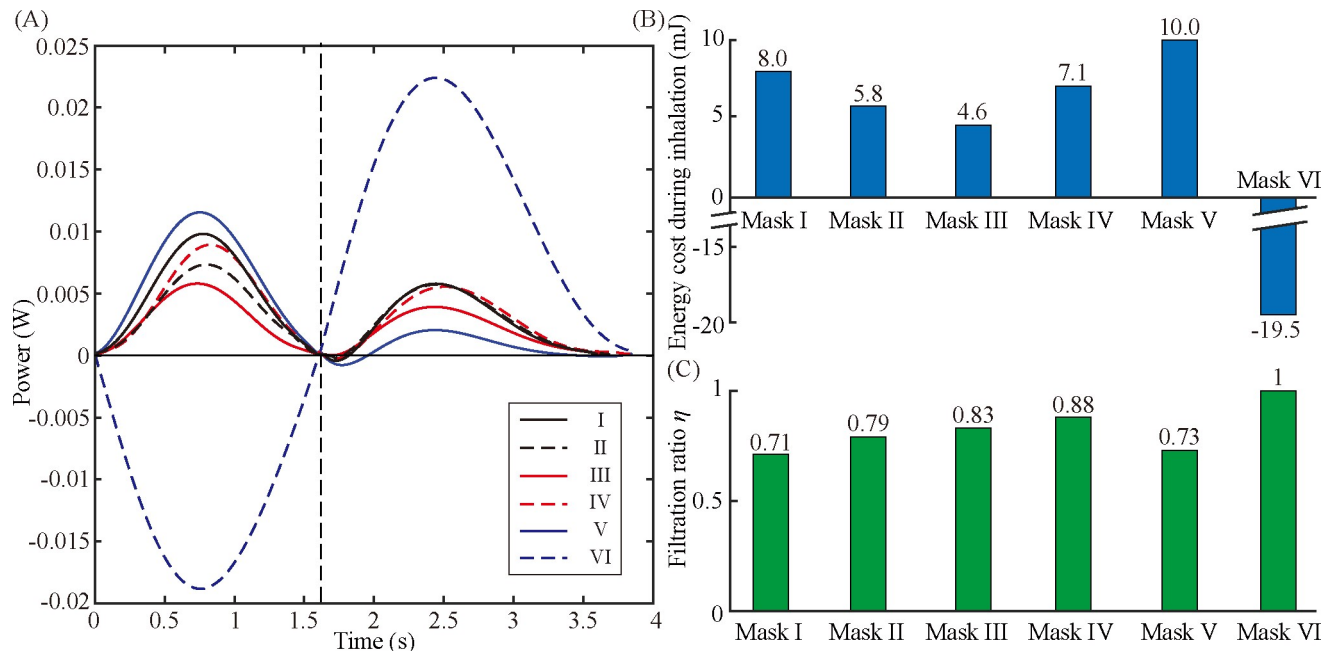 (A)
0.025
0.02
0.015
0.01
0.005
0
-0.005
-0.01
-0.015
-0.02
Power (W)
0 0.5 1 1.5 2 2.5 3 3.5 4
Time (s)
I
II
III
IV
V
VI
(B)
Energy cost during inhalation (mJ)
10
5
0
-15
-20
8.0
5.8
4.6
7.1
10.0
-19.5
Mask I Mask II Mask III Mask IV Mask V
Mask VI
(C)
Filtration ratio η
1
0.5
0
0.71
0.79
0.83
0.88
0.73
1
Mask I Mask II Mask III Mask IV Mask V Mask VI